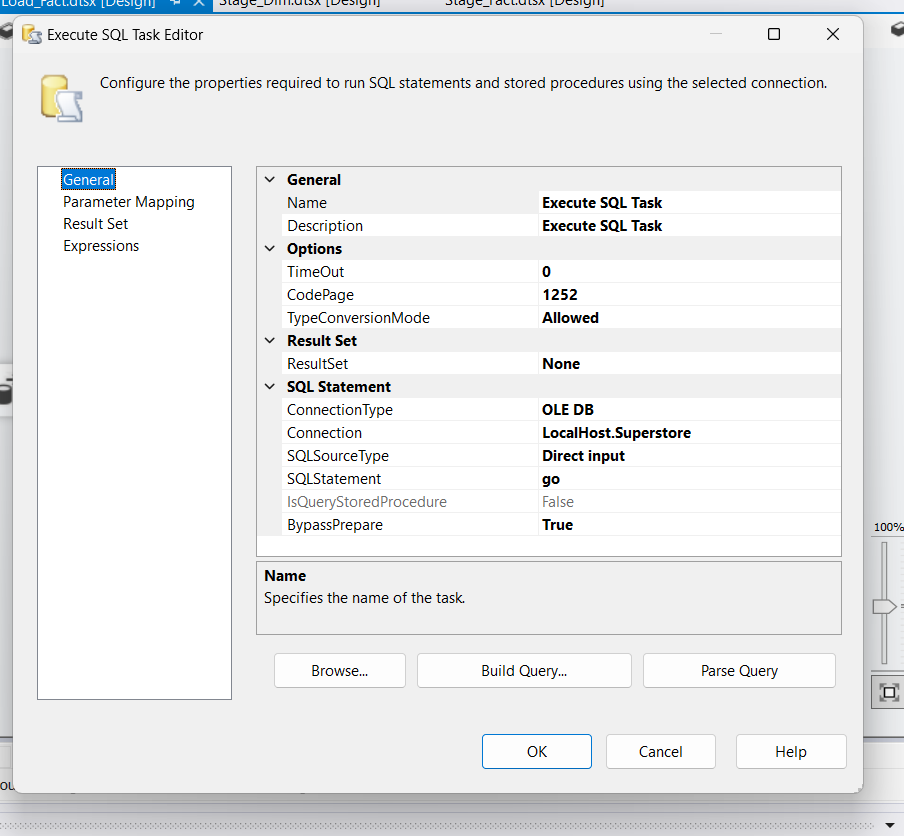 Load_Fact.dtsx [Design] Stage_Dim.dtsx [Design] Stage_Fact.dtsx [Design]
Execute SQL Task Editor
Configure the properties required to run SQL statements and stored procedures using the selected connection.
General
Parameter Mapping
Result Set
Expressions
General
Name Execute SQL Task
Description Execute SQL Task
Options
TimeOut 0
CodePage 1252
TypeConversionMode Allowed
Result Set
ResultSet None
SQL Statement
ConnectionType OLE DB
Connection LocalHost.Superstore
SQLSourceType Direct input
SQLStatement go
IsQueryStoredProcedure False
BypassPrepare True
Name
Specifies the name of the task.
Browse... Build Query... Parse Query
OK Cancel Help
100%